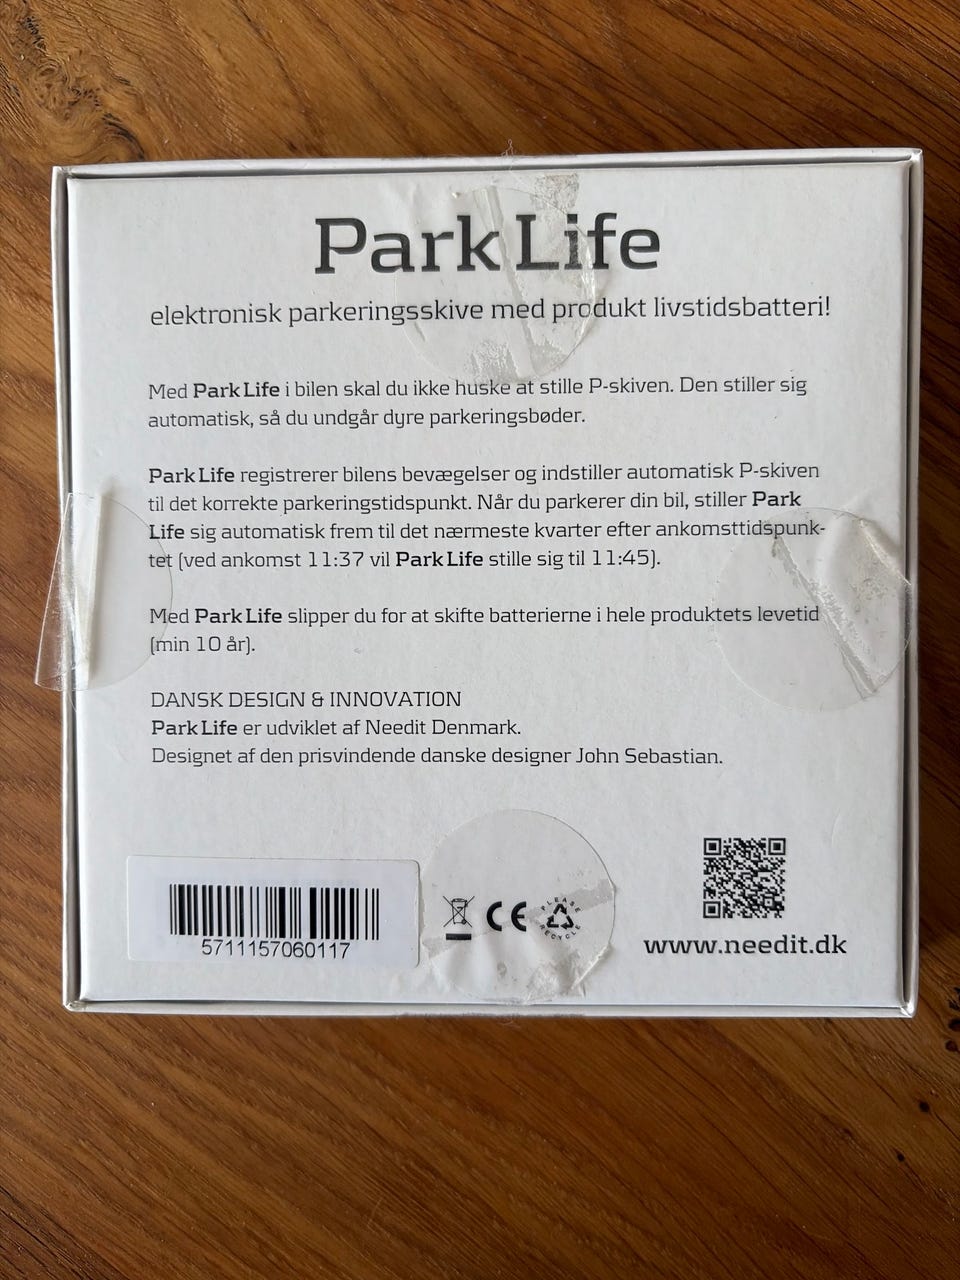 Park Life
elektronisk parkeringsskive med produkt livstidsbatteri!
Med Park Life i bilen skal du ikke huske at stille P-skiven. Den stiller sig
automatisk, så du undgår dyre parkeringsbøder.
Park Life registrerer bilens bevægelser og indstiller automatisk P-skiven
til det korrekte parkeringstidspunkt. Når du parkerer din bil, stiller Park
Life sig automatisk frem til det nærmeste kvarter efter ankomsttidspunk-
tet (ved ankomst 11:37 vil Park Life stille sig til 11:45).
Med Park Life slipper du for at skifte batterierne i hele produktets levetid
(min 10 år).
DANSK DESIGN & INNOVATION
Park Life er udviklet af Needit Denmark.
Designet af den prisvindende danske designer John Sebastian.
5711157060117
CE
PLEASE RECYCLE
www.needit.dk